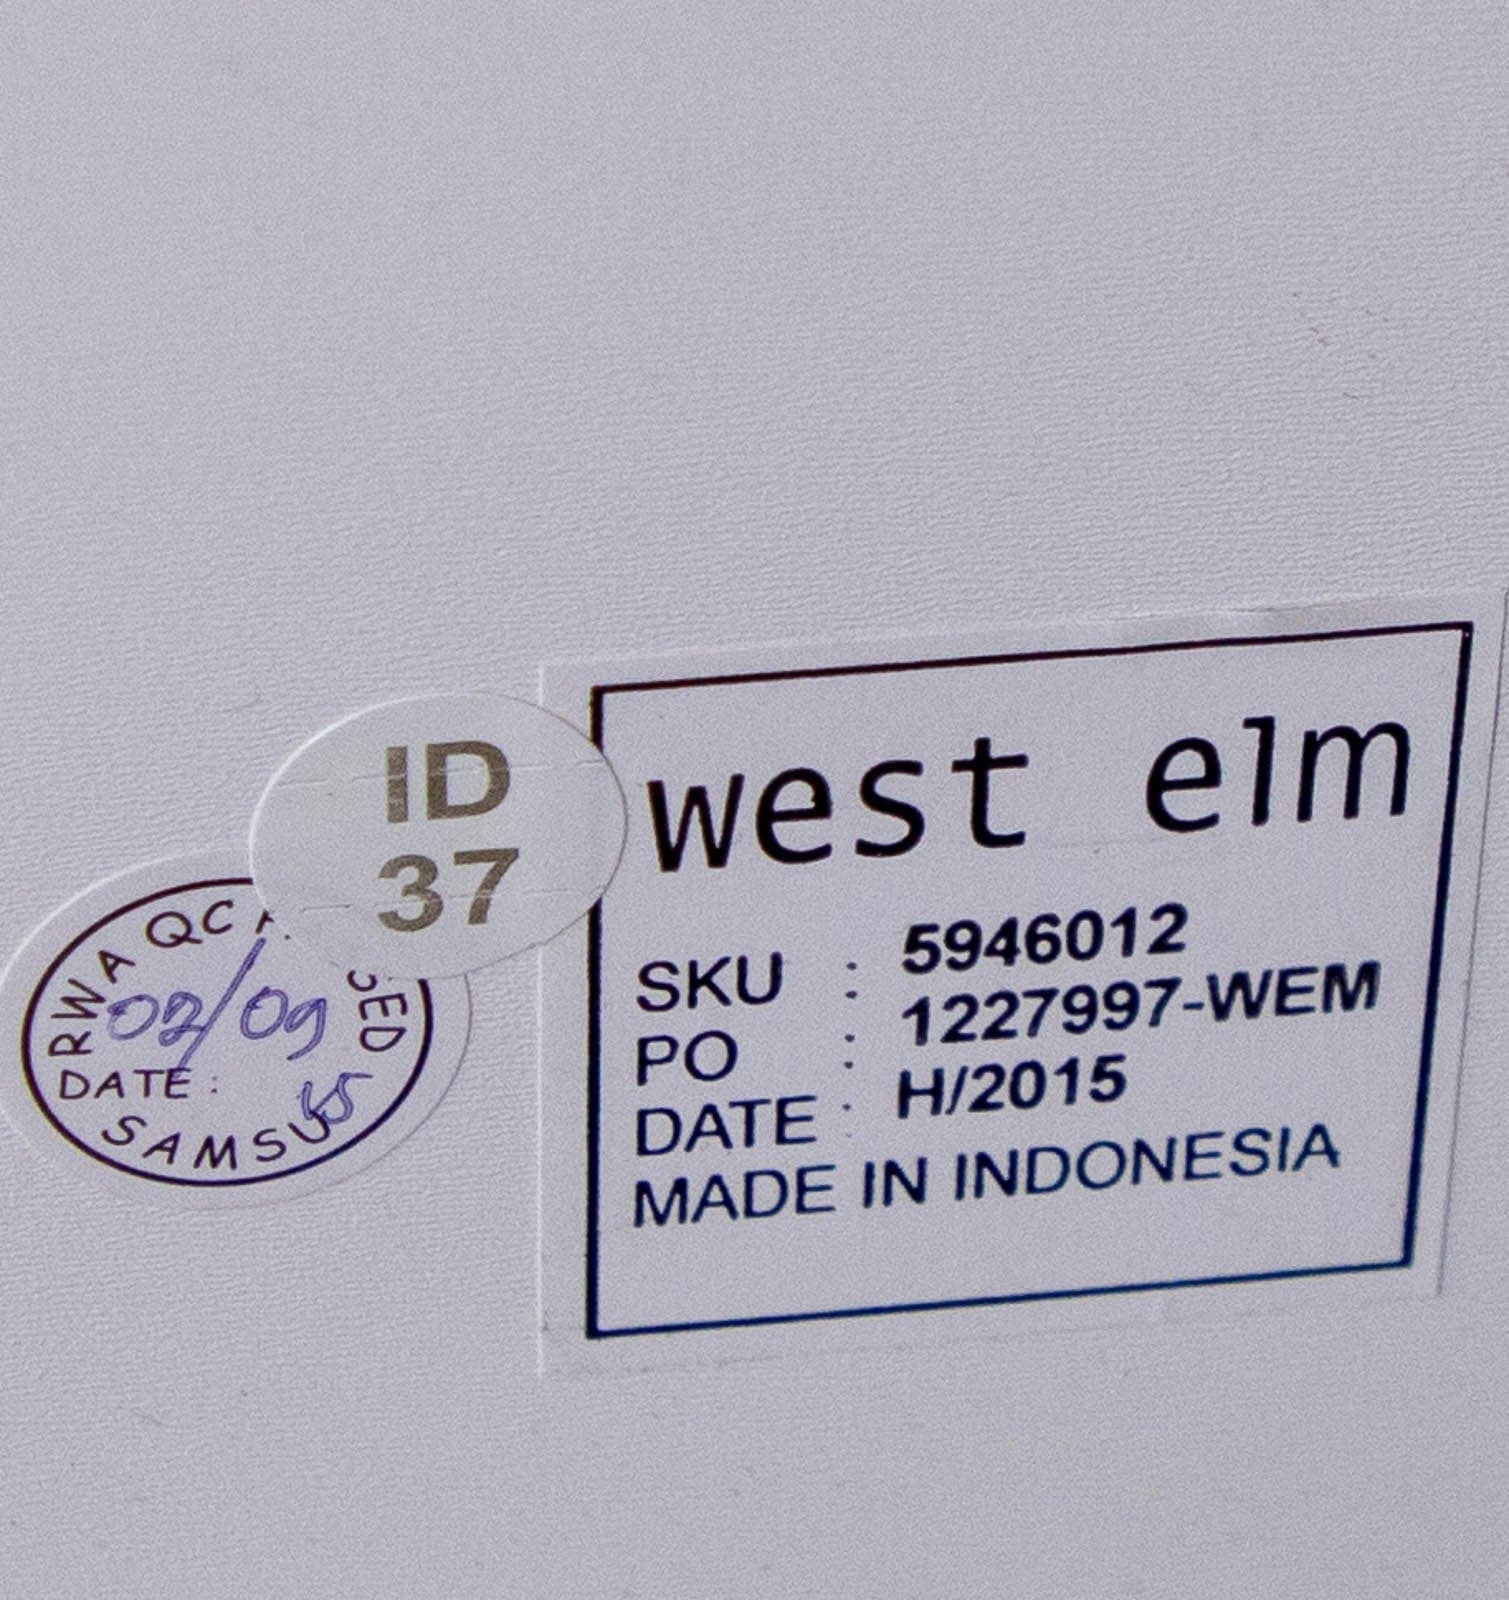 west elm
SKU : 5946012
PO : 1227997-WEM
DATE : H/2015
MADE IN INDONESIA
ID
37
RWA QC
02/09
DATE :